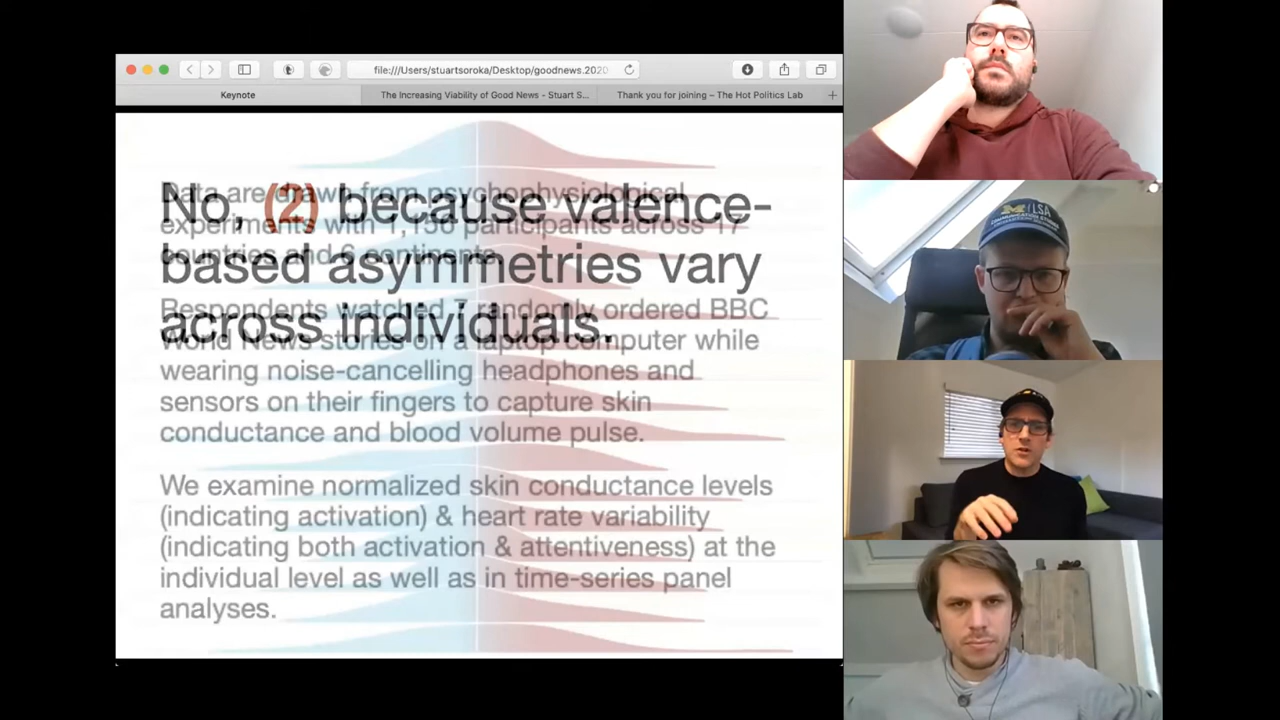 file:///Users/stuartsoroka/Desktop/goodnews.2020
Keynote
The Increasing Viability of Good News - Stuart S...
Thank you for joining – The Hot Politics Lab
No, (2) because valence-
based asymmetries vary
across individuals.
Data are drawn from psychophysiological
experiments with 1,156 participants across 17
countries and 6 continents.
Respondents watched 7 randomly ordered BBC
World News stories on a laptop computer while
wearing noise-cancelling headphones and
sensors on their fingers to capture skin
conductance and blood volume pulse.
We examine normalized skin conductance levels
(indicating activation) & heart rate variability
(indicating both activation & attentiveness) at the
individual level as well as in time-series panel
analyses.
M / LSA